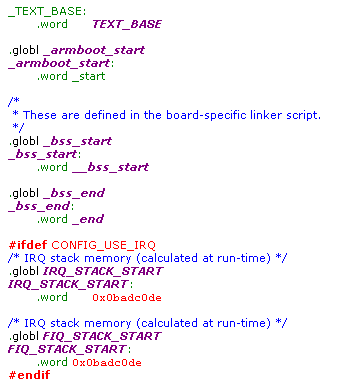 _TEXT_BASE:
.word TEXT_BASE
.globl _armboot_start
_armboot_start:
.word _start
/*
* These are defined in the board-specific linker script.
*/
.globl _bss_start
_bss_start:
.word __bss_start
.globl _bss_end
_bss_end:
.word _end
#ifdef CONFIG_USE_IRQ
/* IRQ stack memory (calculated at run-time) */
.globl IRQ_STACK_START
IRQ_STACK_START:
.word 0x0badc0de
/* IRQ stack memory (calculated at run-time) */
.globl FIQ_STACK_START
FIQ_STACK_START:
.word 0x0badc0de
#endif